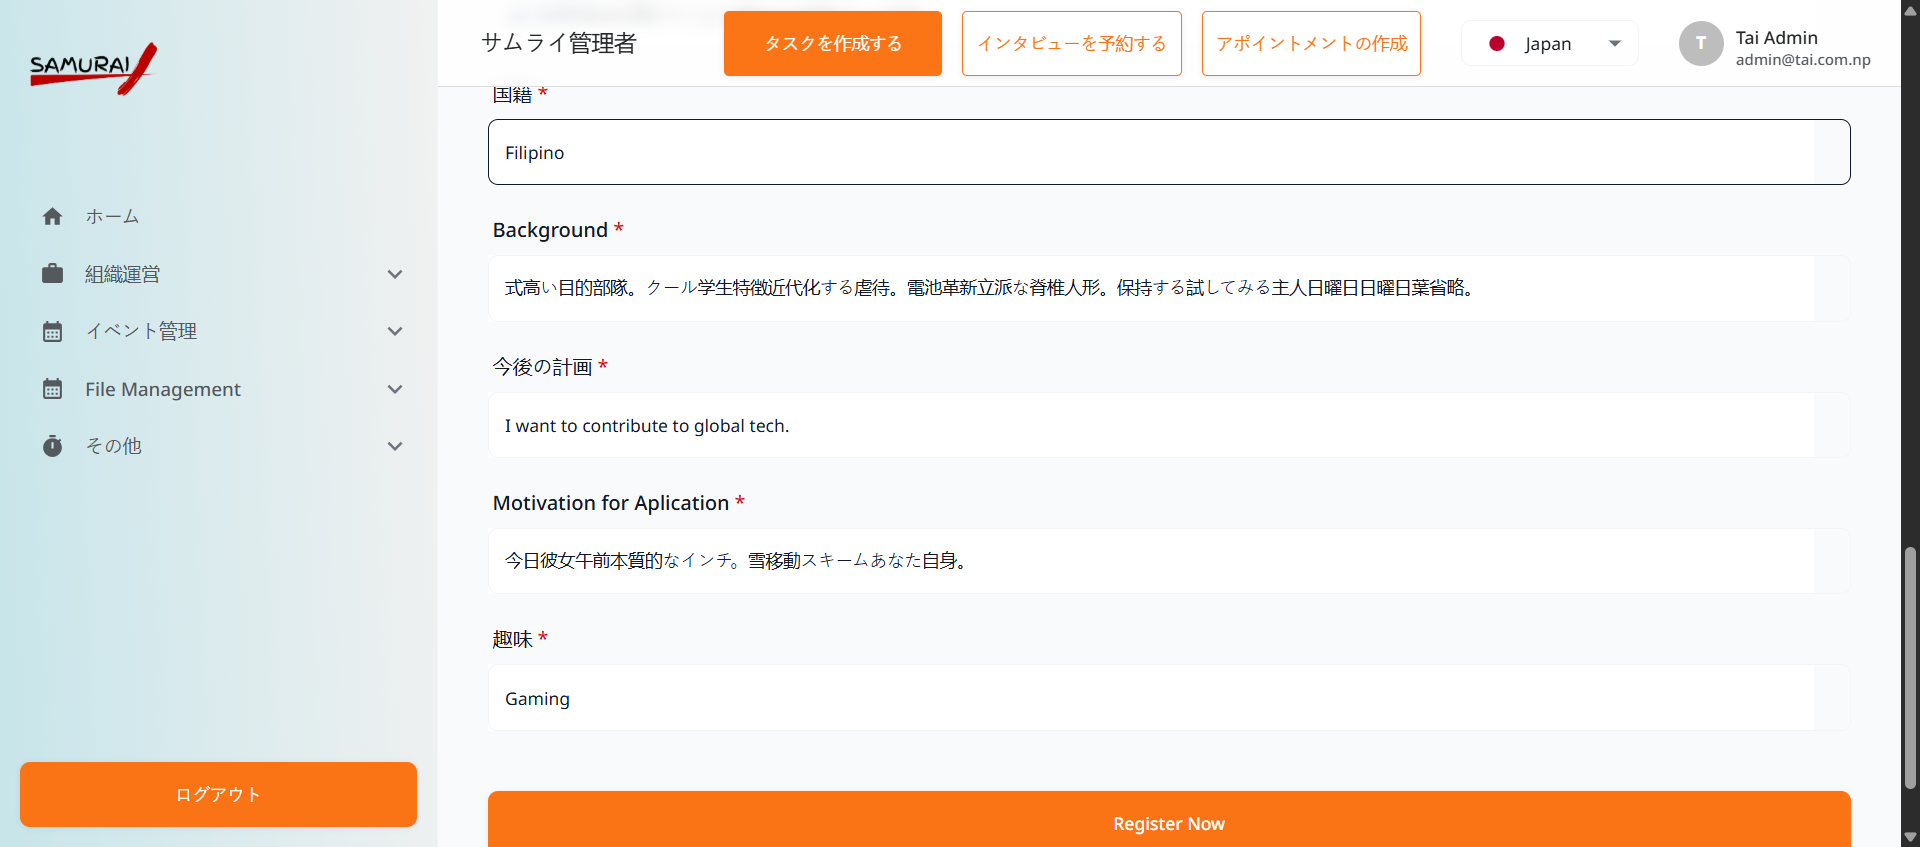 SAMURAI
ホーム
組織運営
イベント管理
File Management
その他
ログアウト
サムライ管理者
タスクを作成する
インタビューを予約する
アポイントメントの作成
Japan
T
Tai Admin
admin@tai.com.np
国籍 *
Filipino
Background *
式高い目的部隊。クール学生特徴近代化する虐待。電池革新立派な脊椎人形。保持する試してみる主人日曜日日曜日葉省略。
今後の計画 *
I want to contribute to global tech.
Motivation for Aplication *
今日彼女午前本質的なインチ。雪移動スキームあなた自身。
趣味 *
Gaming
Register Now